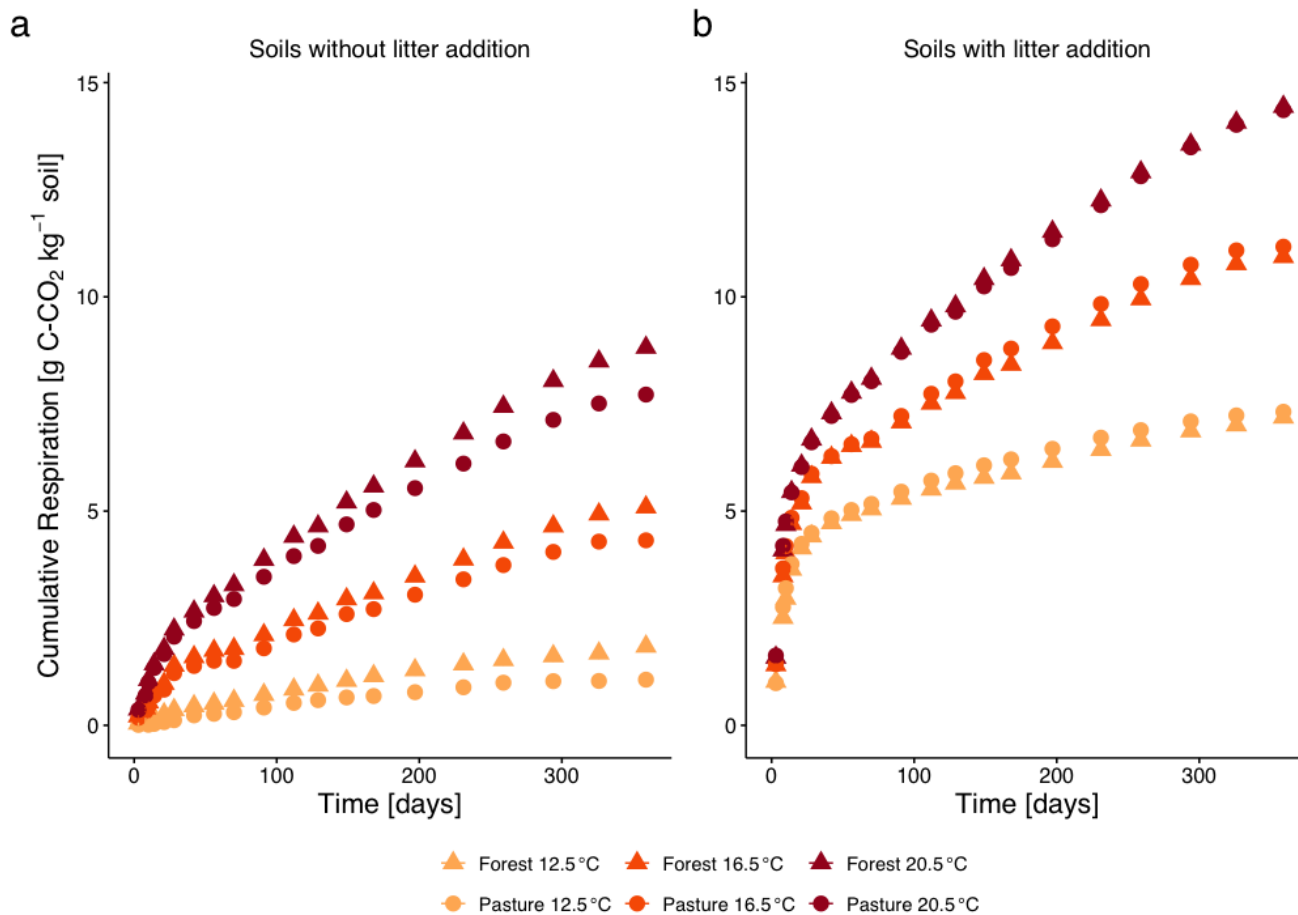 a
Soils without litter addition
b
Soils with litter addition
Cumulative Respiration [g C-CO₂ kg⁻¹ soil]
15
10
5
0
0 100 200 300
Time [days]
15
10
5
0
0 100 200 300
Time [days]
Forest 12.5°C Forest 16.5°C Forest 20.5°C
Pasture 12.5°C Pasture 16.5°C Pasture 20.5°C